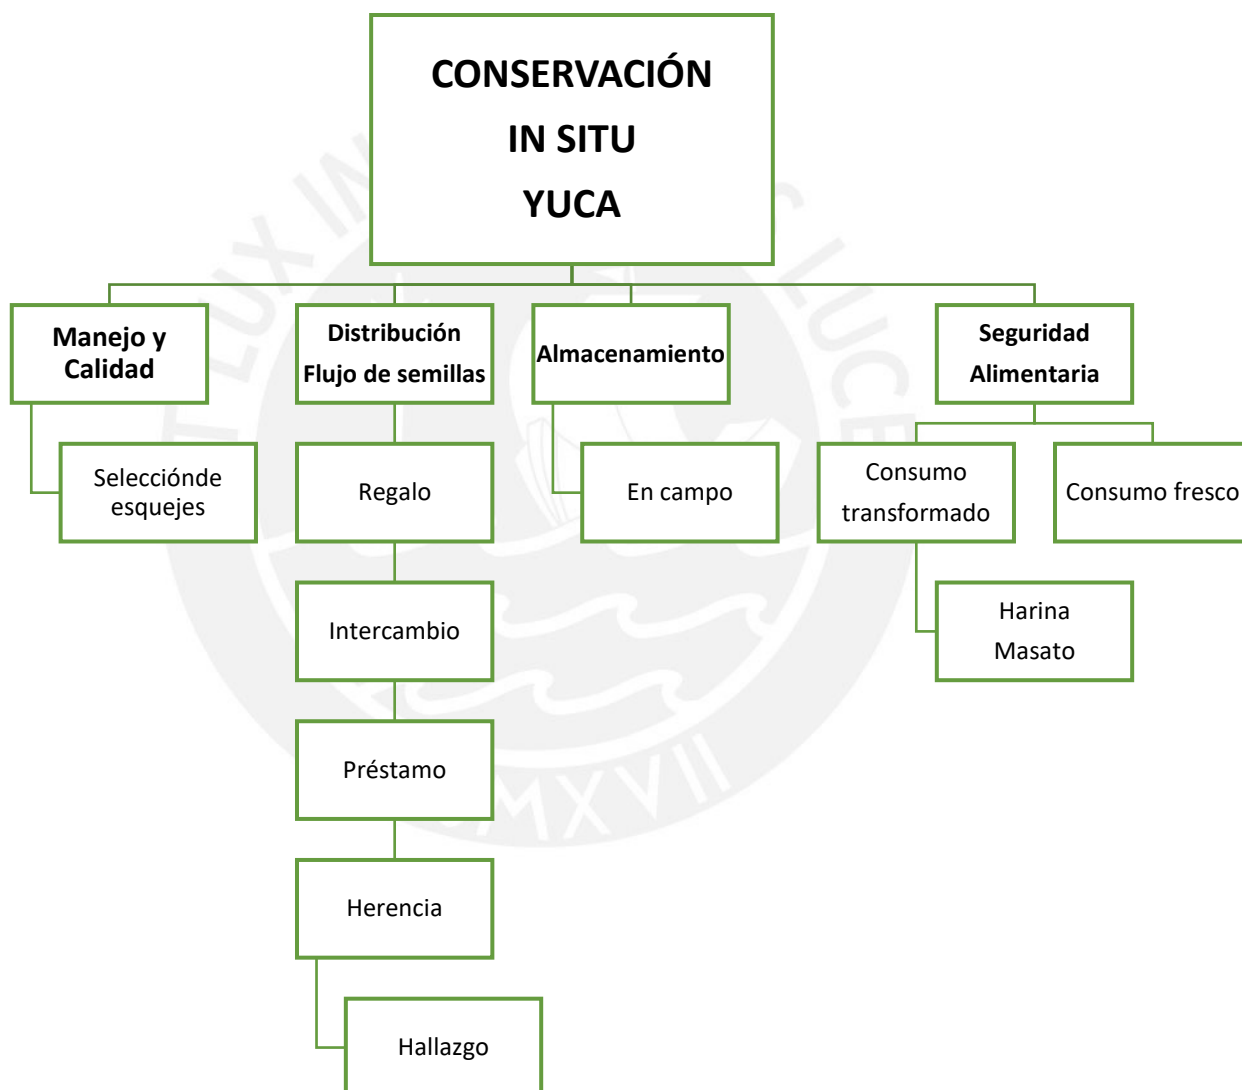 CONSERVACIÓN
IN SITU
YUCA
Manejo y
Calidad
Distribución
Flujo de semillas
Almacenamiento
Seguridad
Alimentaria
Selecciónde
esquejes
Regalo
En campo
Consumo
transformado
Consumo fresco
Intercambio
Harina
Masato
Préstamo
Herencia
Hallazgo